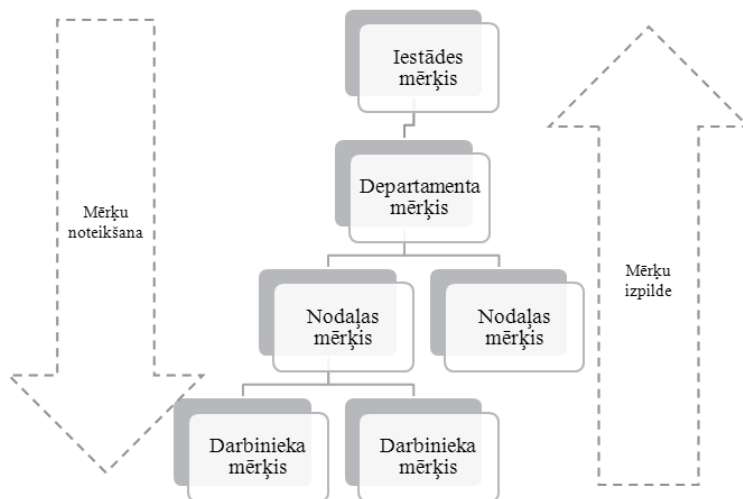 Iestādes
mērķis
Departamenta
mērķis
Mērķu
noteikšana
Mērķu
izpilde
Nodaļas
mērķis
Nodaļas
mērķis
Darbinieka
mērķis
Darbinieka
mērķis